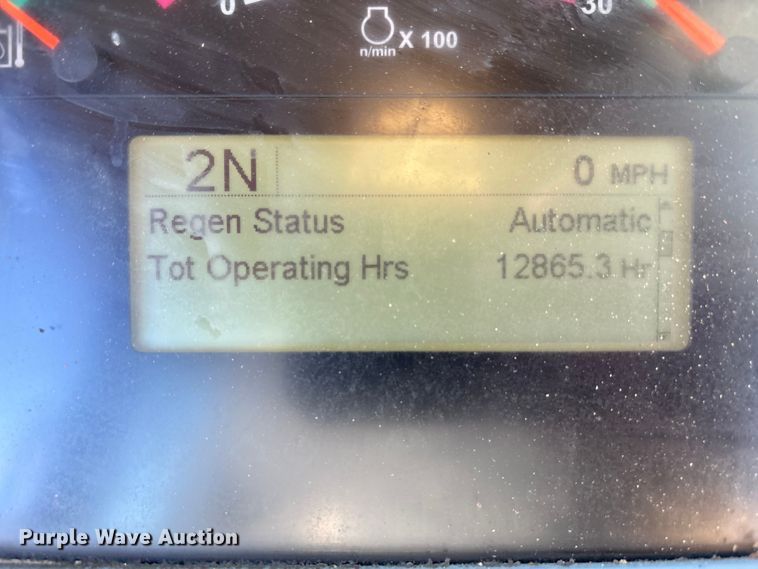 0 30
n/min X 100
2N 0 MPH
Regen Status Automatic
Tot Operating Hrs 12865.3 Hr
Purple Wave Auction